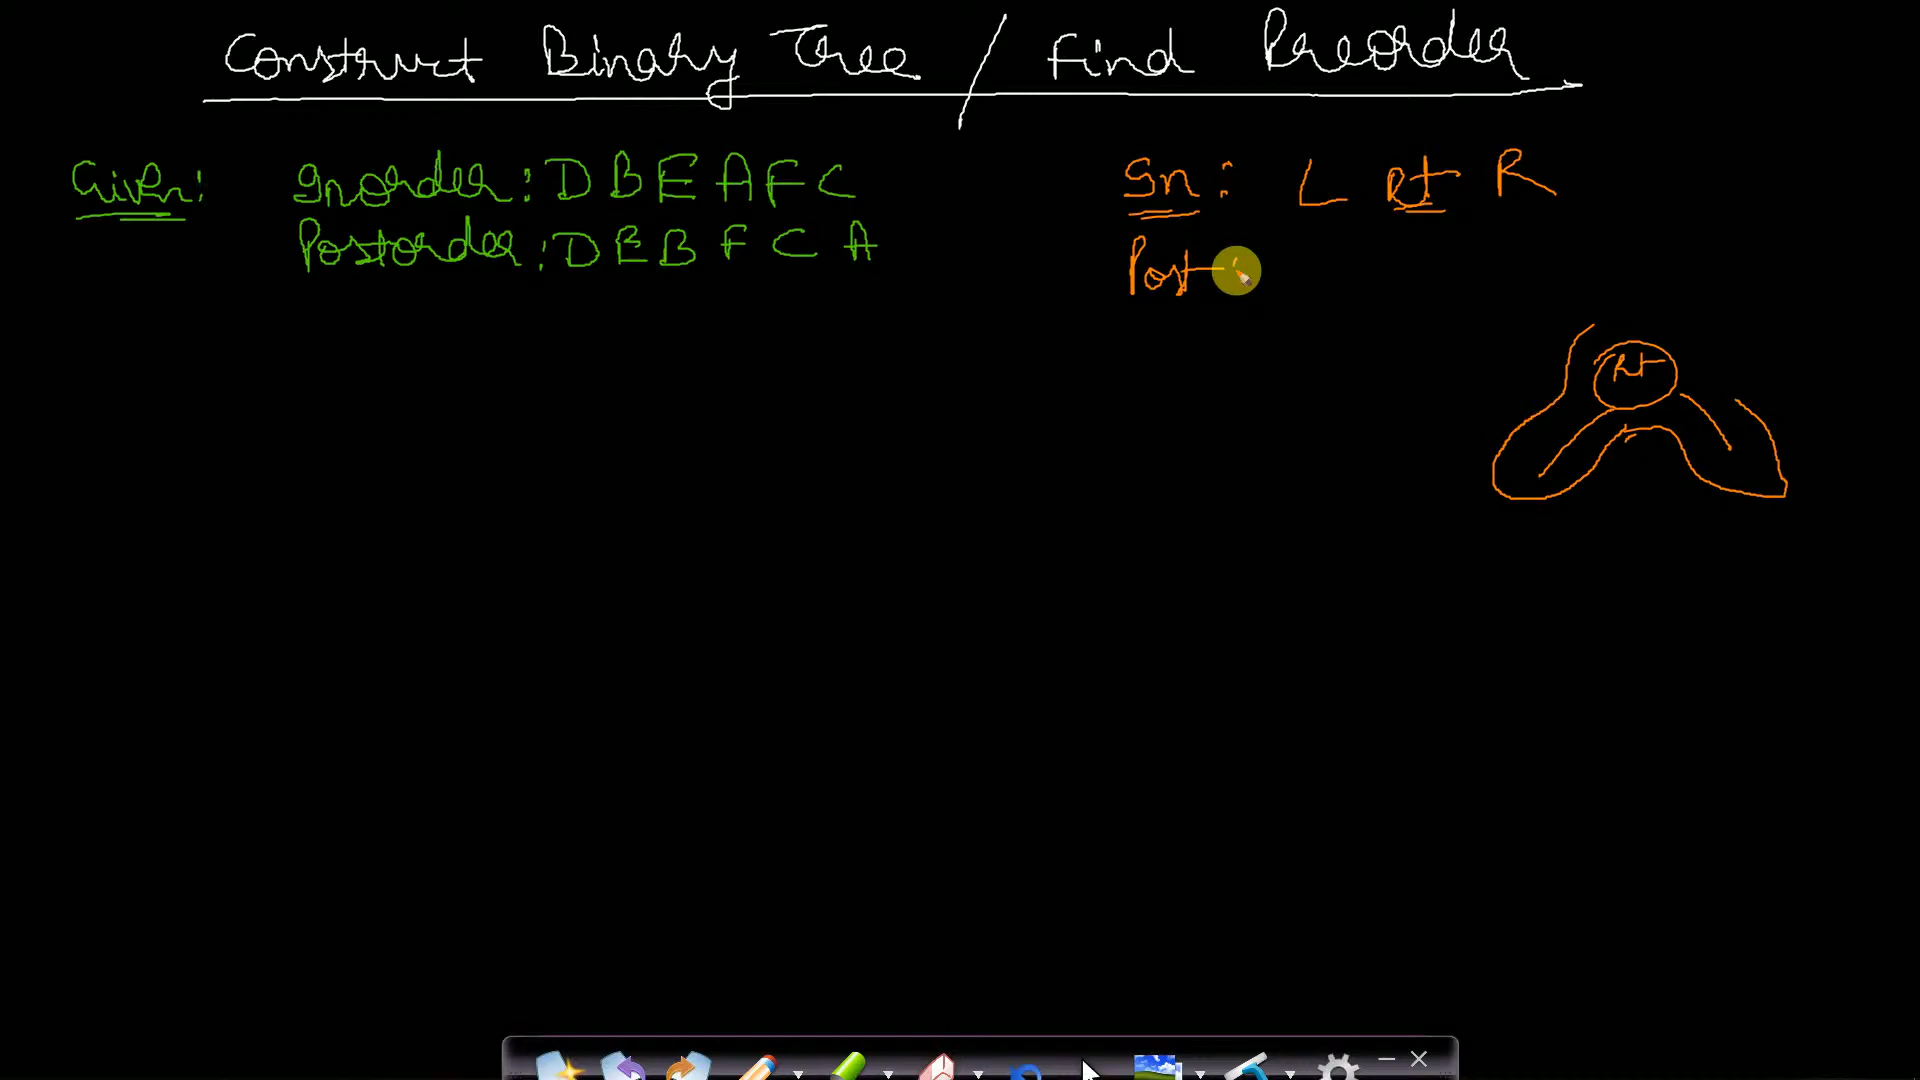 Construct Binary Tree / Find Preorder
Given: Inorder: D B E A F C
Postorder: D E B F C A
In: L Rt R
Post:
Rt